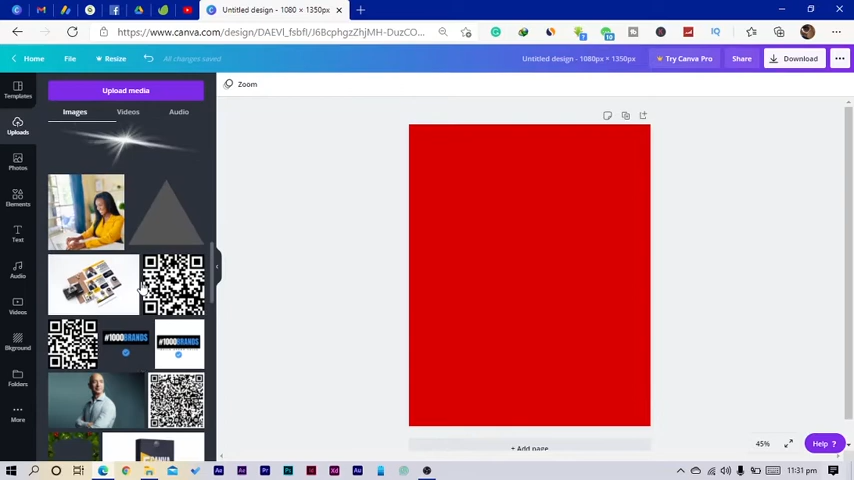 Untitled design - 1080 × 1350px
https://www.canva.com/design/DAEVl_fsbfI/J6BcphgzZhjMH-DuzCO...
Home
File
Resize
All changes saved
Untitled design - 1080px × 1350px
Try Canva Pro
Share
Download
Templates
Uploads
Photos
Elements
Text
Audio
Videos
Bkground
Folders
More
Upload media
Images
Videos
Audio
#1000BRANDS
#1000BRANDS
Zoom
+ Add page
45%
Help ?
11:31 pm